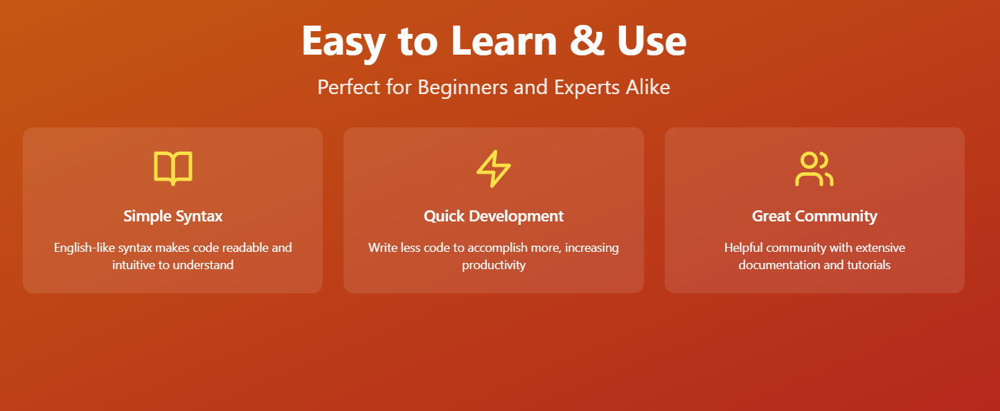 Easy to Learn & Use
Perfect for Beginners and Experts Alike
Simple Syntax
English-like syntax makes code readable and
intuitive to understand
Quick Development
Write less code to accomplish more, increasing
productivity
Great Community
Helpful community with extensive
documentation and tutorials